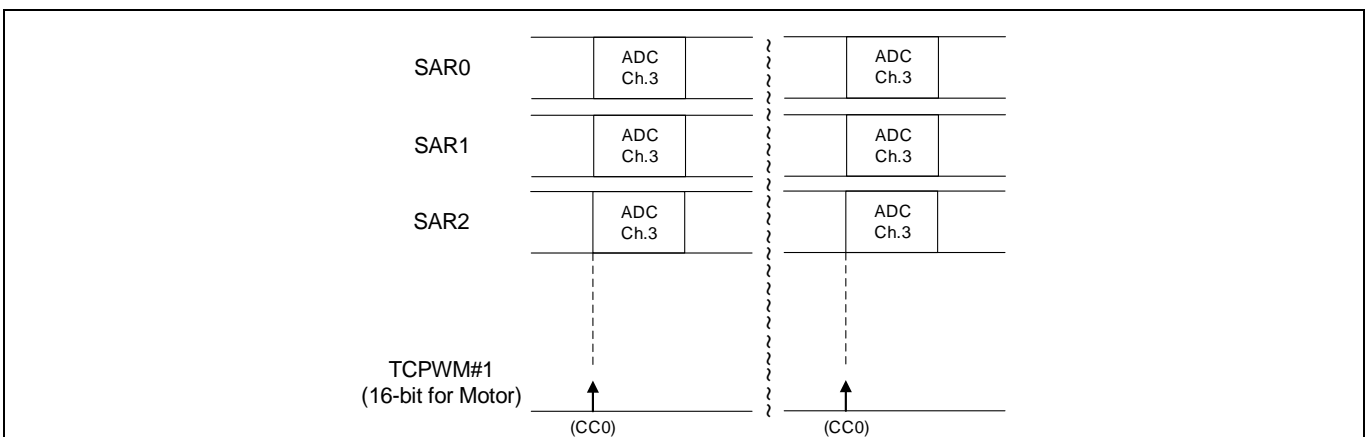 SAR0
ADC
Ch.3
ADC
Ch.3
SAR1
ADC
Ch.3
ADC
Ch.3
SAR2
ADC
Ch.3
ADC
Ch.3
TCPWM#1
(16-bit for Motor)
(CC0)
(CC0)